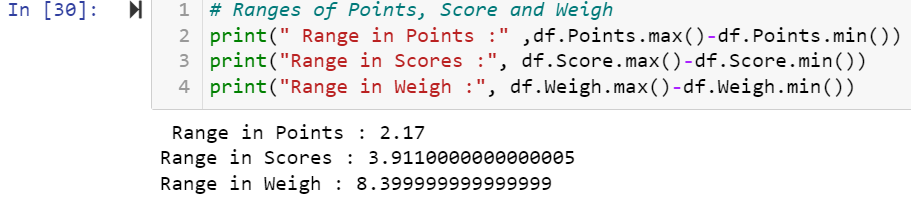 In [30]: 1 # Ranges of Points, Score and Weigh
2 print(" Range in Points :" ,df.Points.max()-df.Points.min())
3 print("Range in Scores :", df.Score.max()-df.Score.min())
4 print("Range in Weigh :", df.Weigh.max()-df.Weigh.min())
Range in Points : 2.17
Range in Scores : 3.9110000000000005
Range in Weigh : 8.399999999999999